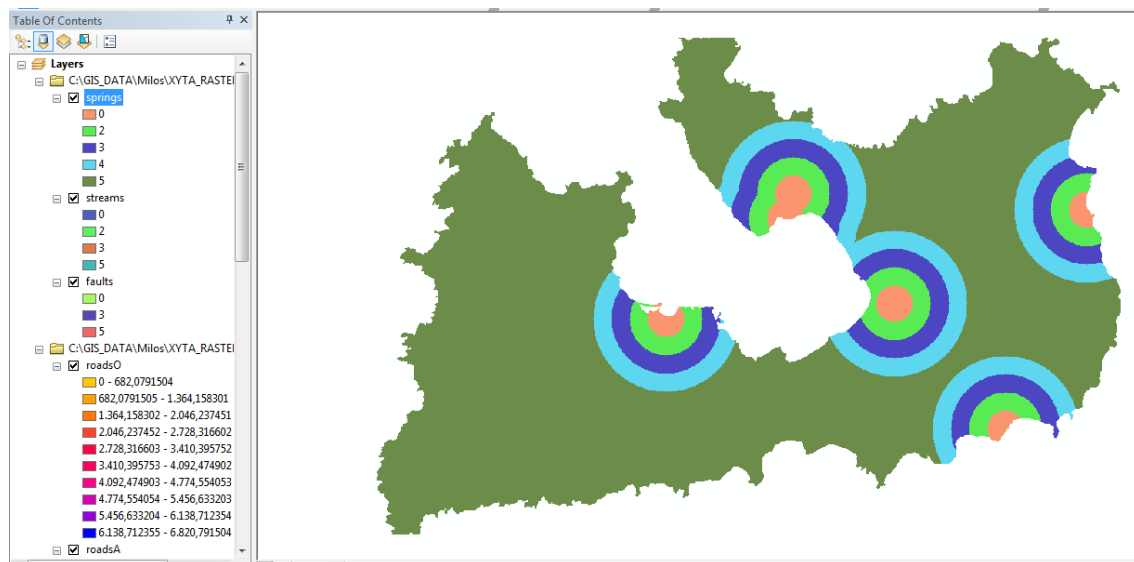 Table Of Contents
Layers
C:\GIS_DATA\Milos\XYTA_RASTE
springs
0
2
3
4
5
streams
0
2
3
5
faults
0
3
5
C:\GIS_DATA\Milos\XYTA_RASTE
roadsO
0 - 682,0791504
682,0791505 - 1.364,158301
1.364,158302 - 2.046,237451
2.046,237452 - 2.728,316602
2.728,316603 - 3.410,395752
3.410,395753 - 4.092,474902
4.092,474903 - 4.774,554053
4.774,554054 - 5.456,633203
5.456,633204 - 6.138,712354
6.138,712355 - 6.820,791504
roadsA